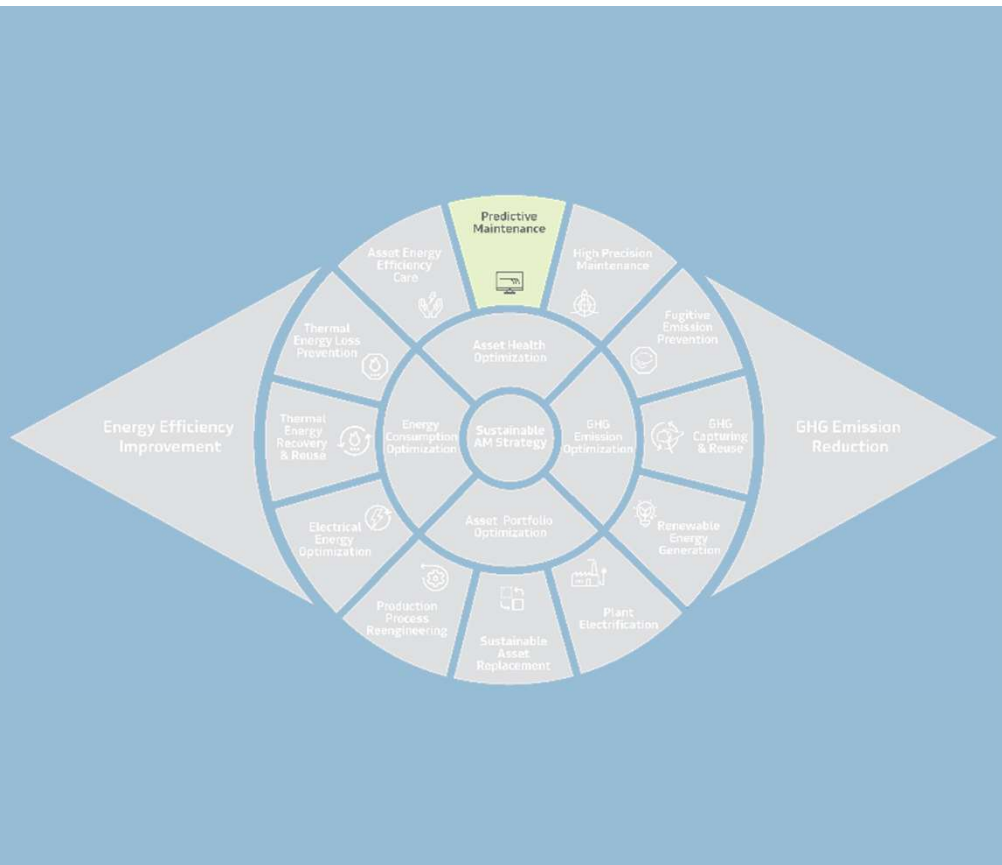 Predictive
Maintenance
Asset Energy
Efficiency
Care
High Precision
Maintenance
Thermal
Energy Loss
Prevention
Fugitive
Emission
Prevention
Asset Health
Optimization
Energy Efficiency
Improvement
Thermal
Energy
Recovery
& Reuse
Energy
Consumption
Optimization
Sustainable
AM Strategy
GHG
Emission
Optimization
GHG
Capturing
& Reuse
GHG Emission
Reduction
Electrical
Energy
Optimization
Asset Portfolio
Optimization
Renewable
Energy
Generation
Production
Process
Reengineering
Sustainable
Asset
Replacement
Plant
Electrification